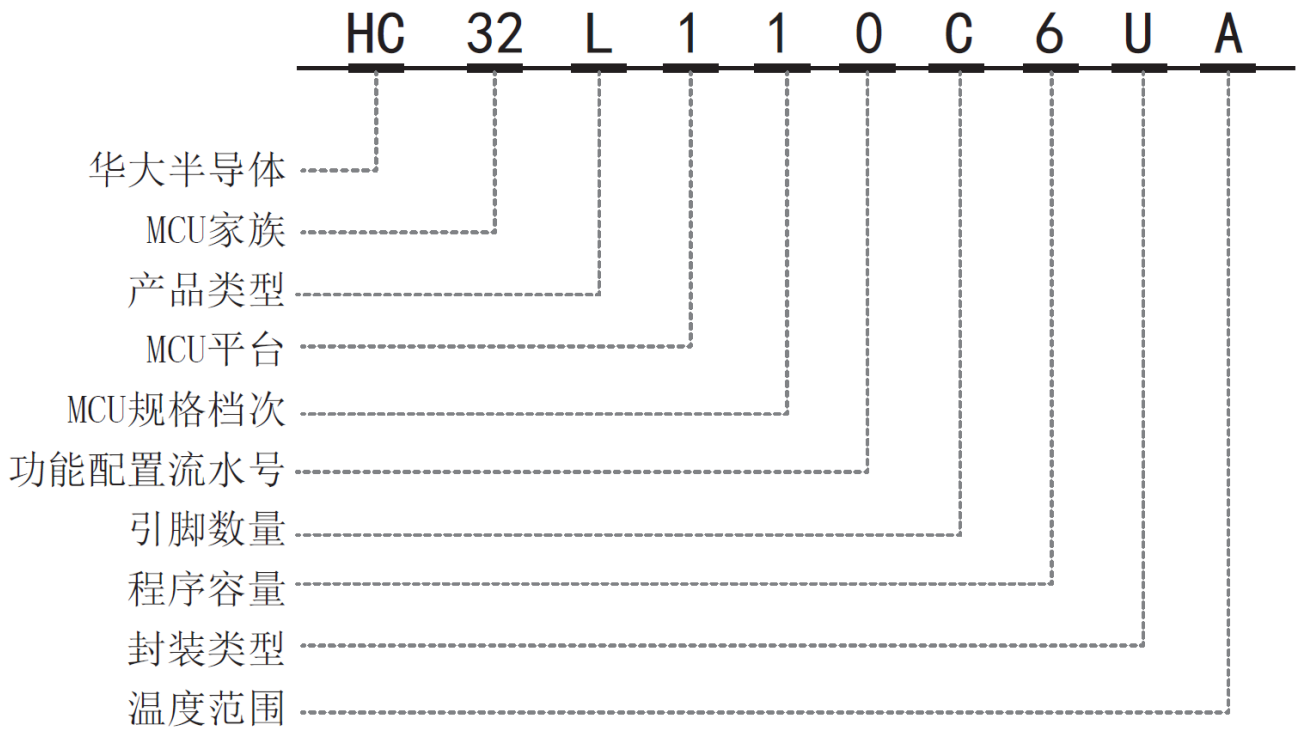 HC 32 L 1 1 0 C 6 U A
华大半导体
MCU家族
产品类型
MCU平台
MCU规格档次
功能配置流水号
引脚数量
程序容量
封装类型
温度范围